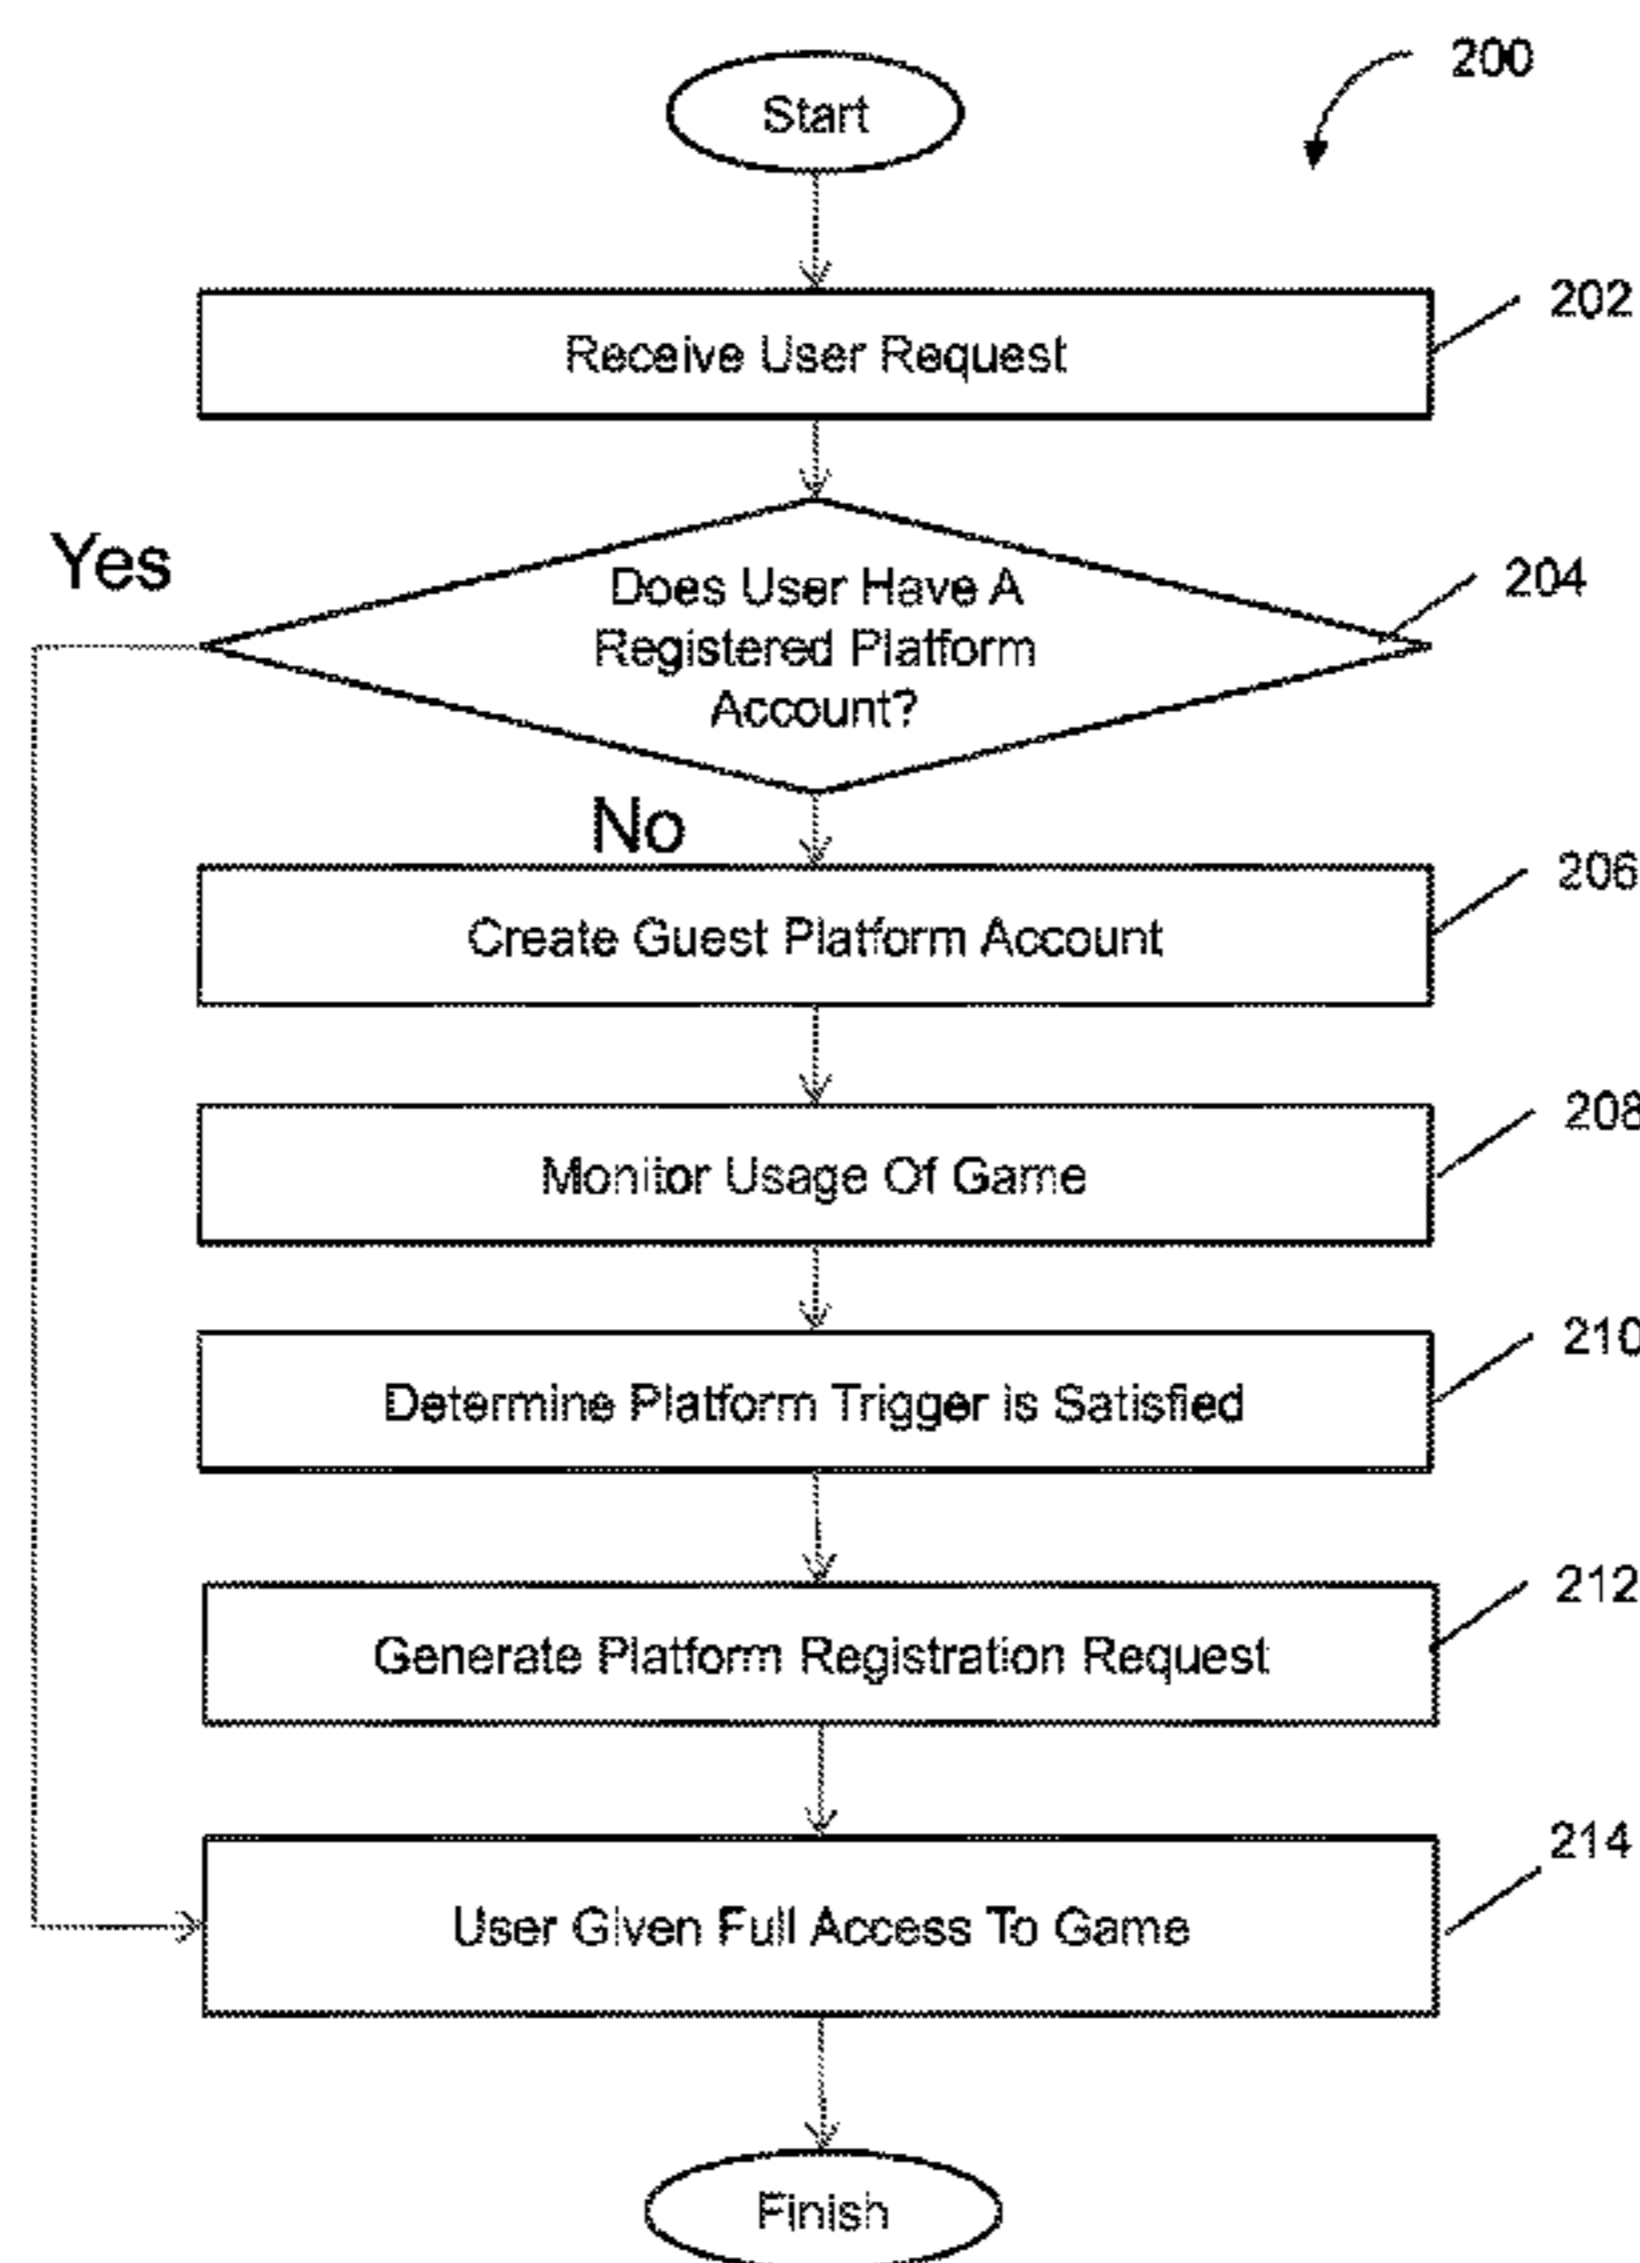 200
Start
202
Receive User Request
Yes
204
Does User Have A
Registered Platform
Account?
No
206
Create Guest Platform Account
208
Monitor Usage Of Game
210
Determine Platform Trigger is Satisfied
212
Generate Platform Registration Request
214
User Given Full Access To Game
Finish